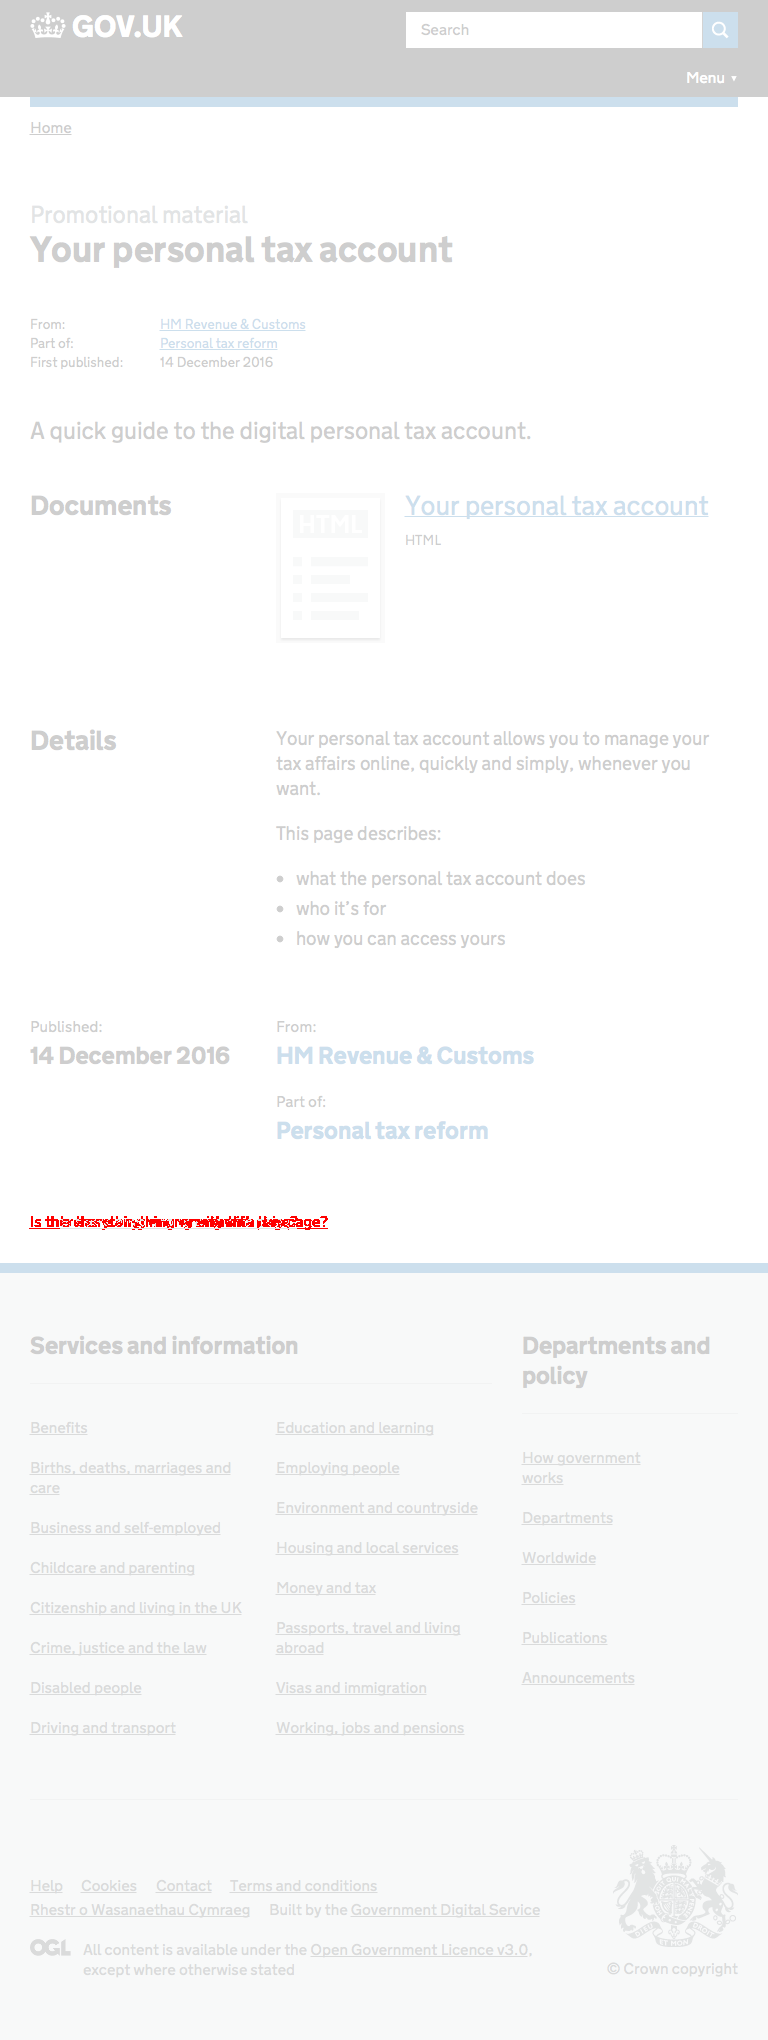 GOV.UK
Search
Menu ▼
Home
Promotional material
Your personal tax account
From: HM Revenue & Customs
Part of: Personal tax reform
First published: 14 December 2016
A quick guide to the digital personal tax account.
Documents
HTML
Your personal tax account
HTML
Details
Your personal tax account allows you to manage your
tax affairs online, quickly and simply, whenever you
want.
This page describes:
• what the personal tax account does
• who it’s for
• how you can access yours
Published:
14 December 2016
From:
HM Revenue & Customs
Part of:
Personal tax reform
Services and information
Benefits
Births, deaths, marriages and
care
Business and self-employed
Childcare and parenting
Citizenship and living in the UK
Crime, justice and the law
Disabled people
Driving and transport
Education and learning
Employing people
Environment and countryside
Housing and local services
Money and tax
Passports, travel and living
abroad
Visas and immigration
Working, jobs and pensions
Departments and
policy
How government
works
Departments
Worldwide
Policies
Publications
Announcements
Help Cookies Contact Terms and conditions
Rhestr o Wasanaethau Cymraeg Built by the Government Digital Service
OGL All content is available under the Open Government Licence v3.0,
except where otherwise stated
© Crown copyright